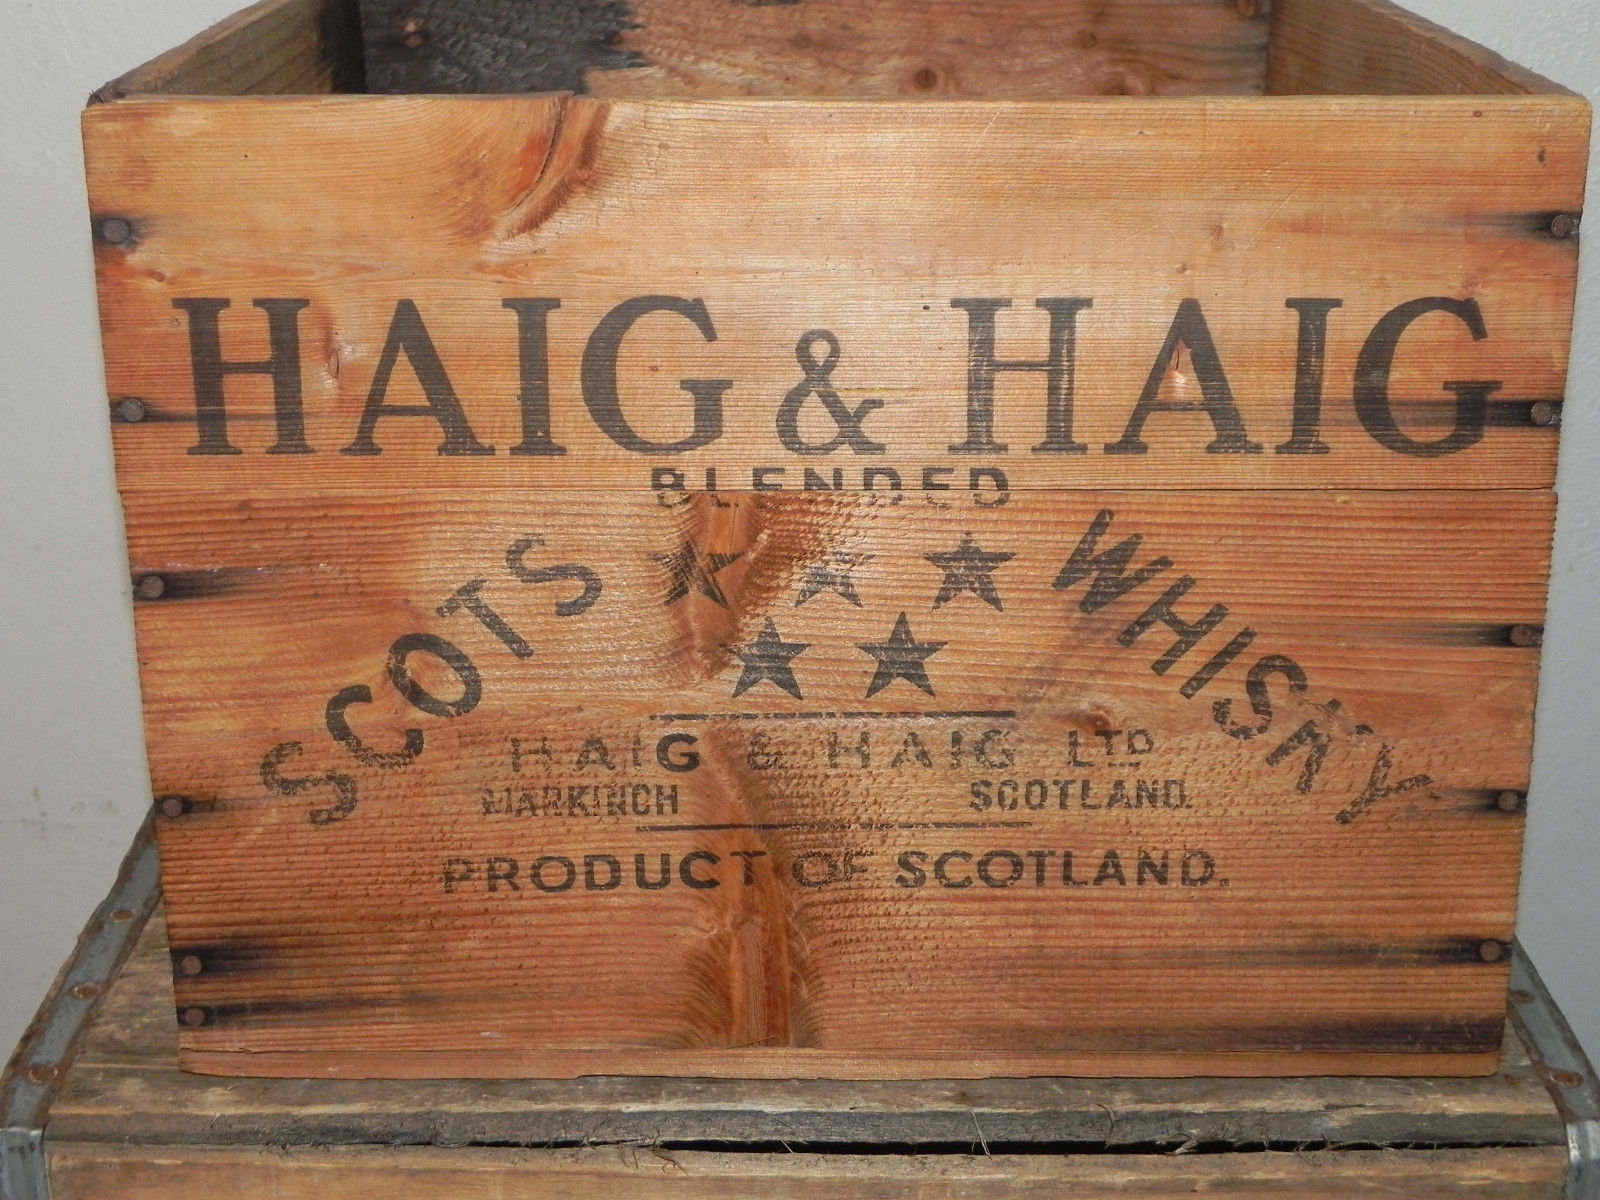 HAIG & HAIG
BLENDED
SCOTS WHISKY
HAIG & HAIG LTD
MARKINCH SCOTLAND.
PRODUCT OF SCOTLAND.